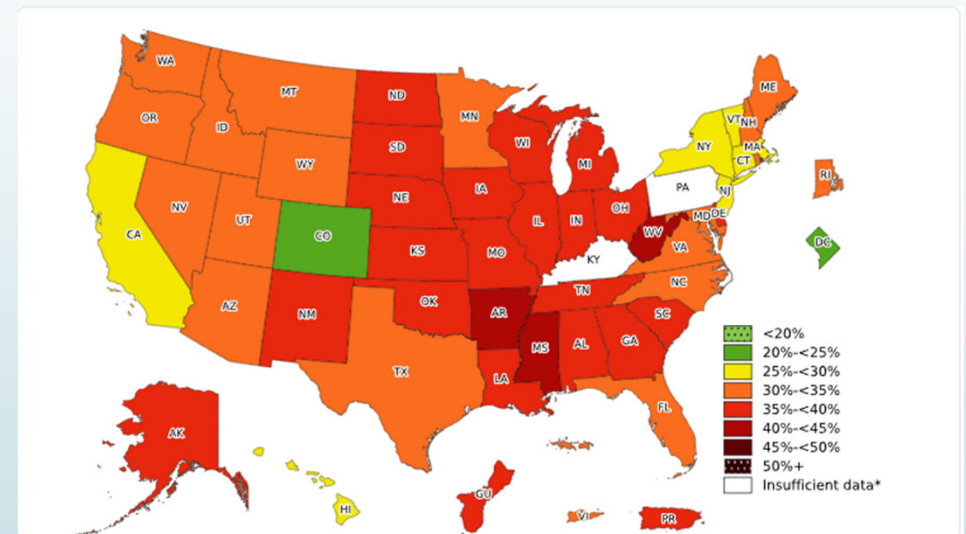 WA
MT
ND
MN
ME
OR
ID
SD
WI
VT
NH
WY
NY
MA
MI
CT
IA
NE
PA
RI
NV
UT
CO
IL
IN
OH
NJ
CA
KS
MO
WV
MD
DE
DC
VA
KY
AZ
NM
OK
AR
TN
NC
SC
MS
AL
GA
TX
LA
FL
AK
HI
GU
VI
PR
<20%
20%-<25%
25%-<30%
30%-<35%
35%-<40%
40%-<45%
45%-<50%
50%+
Insufficient data*